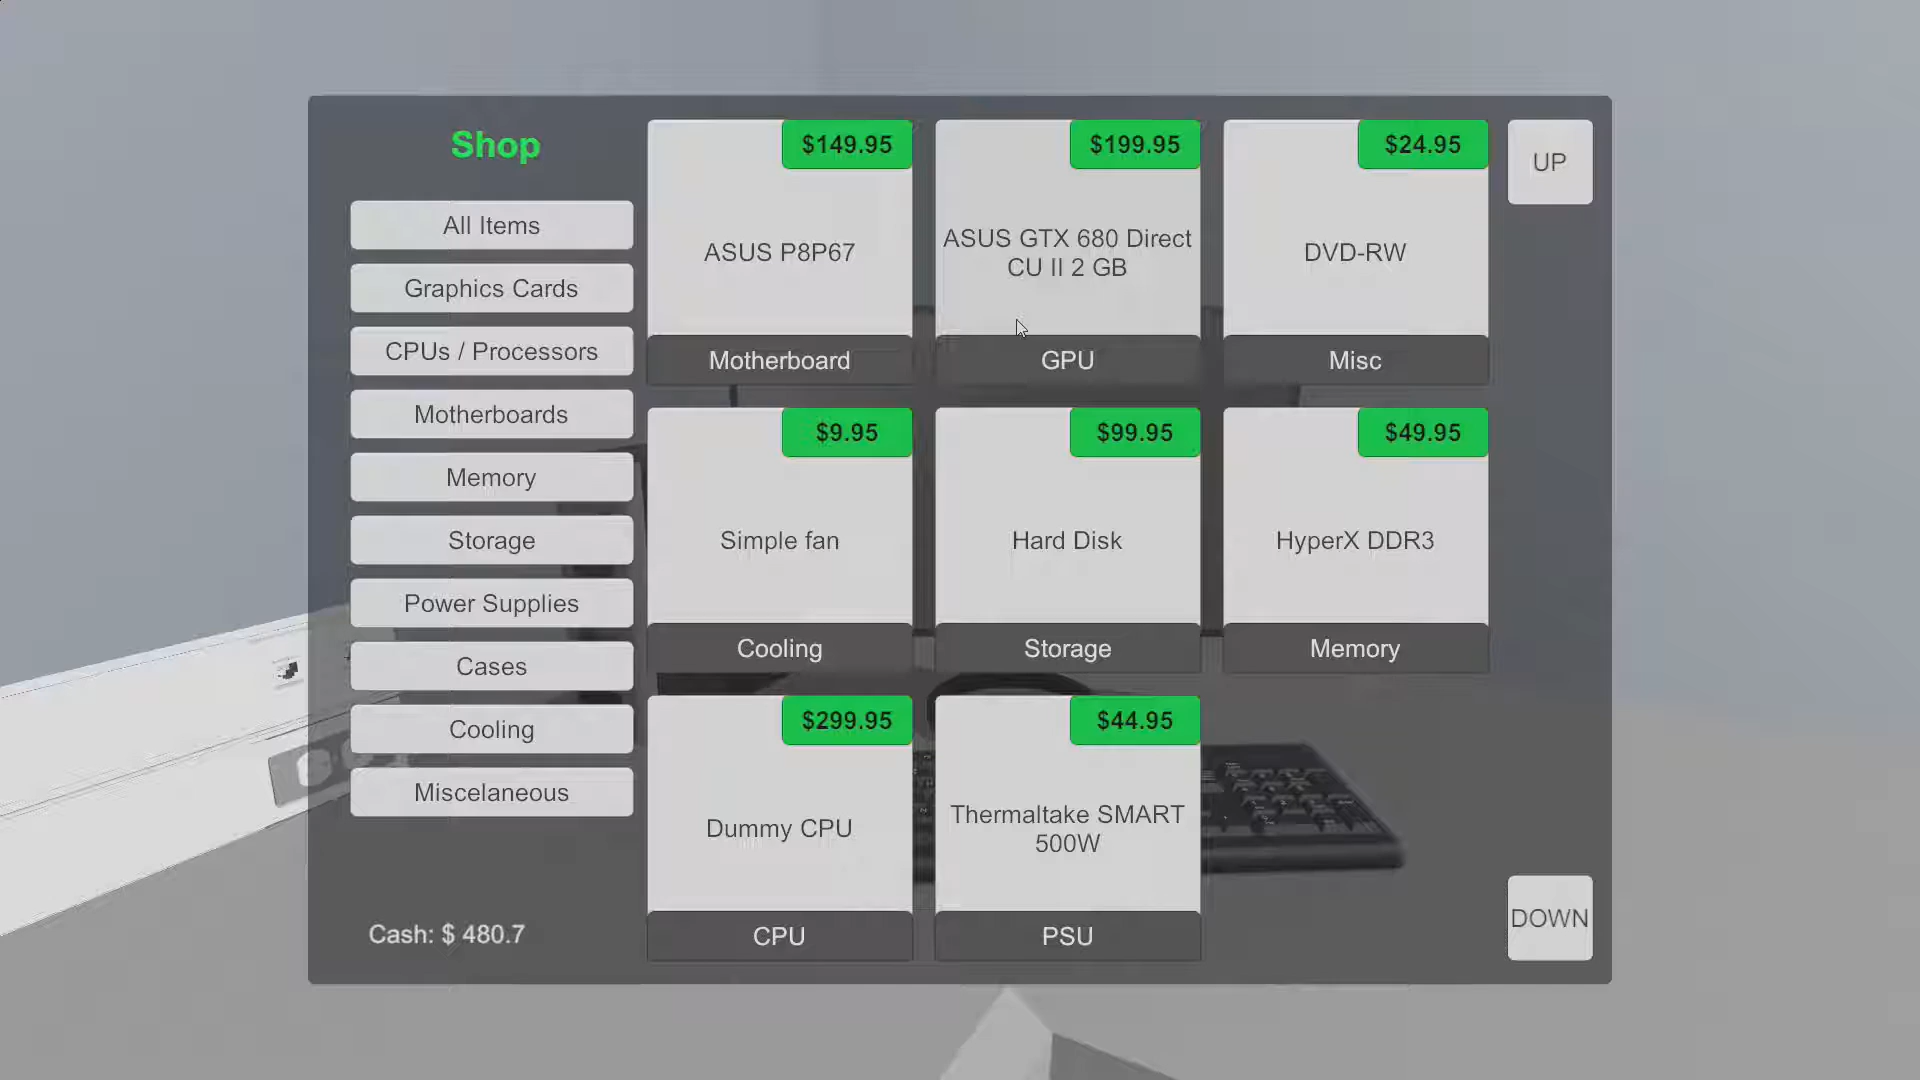 Shop
All Items
Graphics Cards
CPUs / Processors
Motherboards
Memory
Storage
Power Supplies
Cases
Cooling
Miscelaneous
Cash: $ 480.7
$149.95
ASUS P8P67
Motherboard
$199.95
ASUS GTX 680 Direct
CU II 2 GB
GPU
$24.95
DVD-RW
Misc
$9.95
Simple fan
Cooling
$99.95
Hard Disk
Storage
$49.95
HyperX DDR3
Memory
$299.95
Dummy CPU
CPU
$44.95
Thermaltake SMART
500W
PSU
UP
DOWN